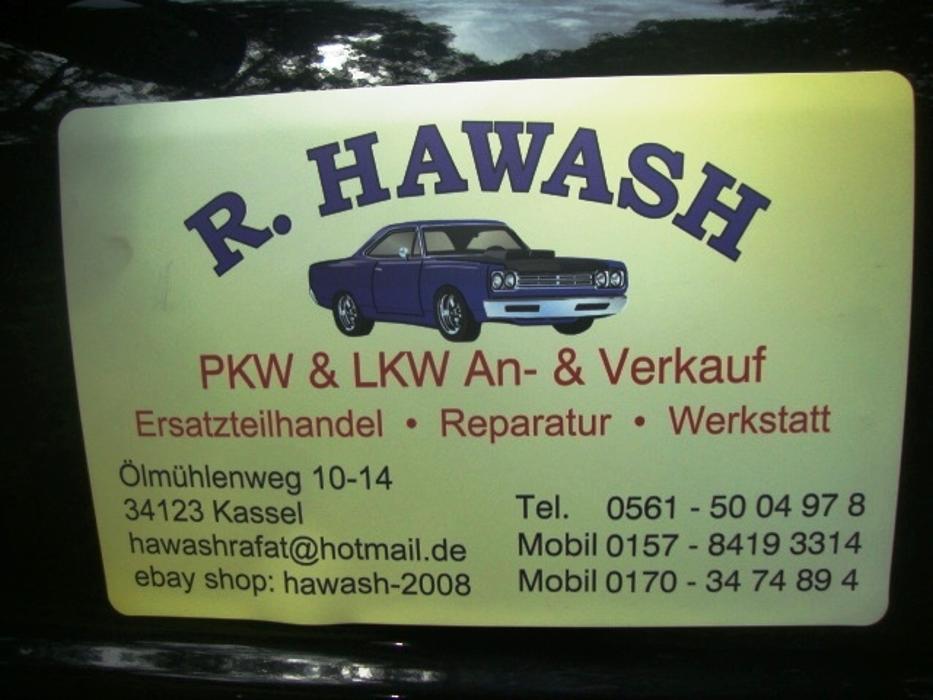 R. HAWASH
PKW & LKW An- & Verkauf
Ersatzteilhandel • Reparatur • Werkstatt
Ölmühlenweg 10-14
34123 Kassel
hawashrafat@hotmail.de
ebay shop: hawash-2008
Tel. 0561 - 50 04 97 8
Mobil 0157 - 8419 3314
Mobil 0170 - 34 74 89 4